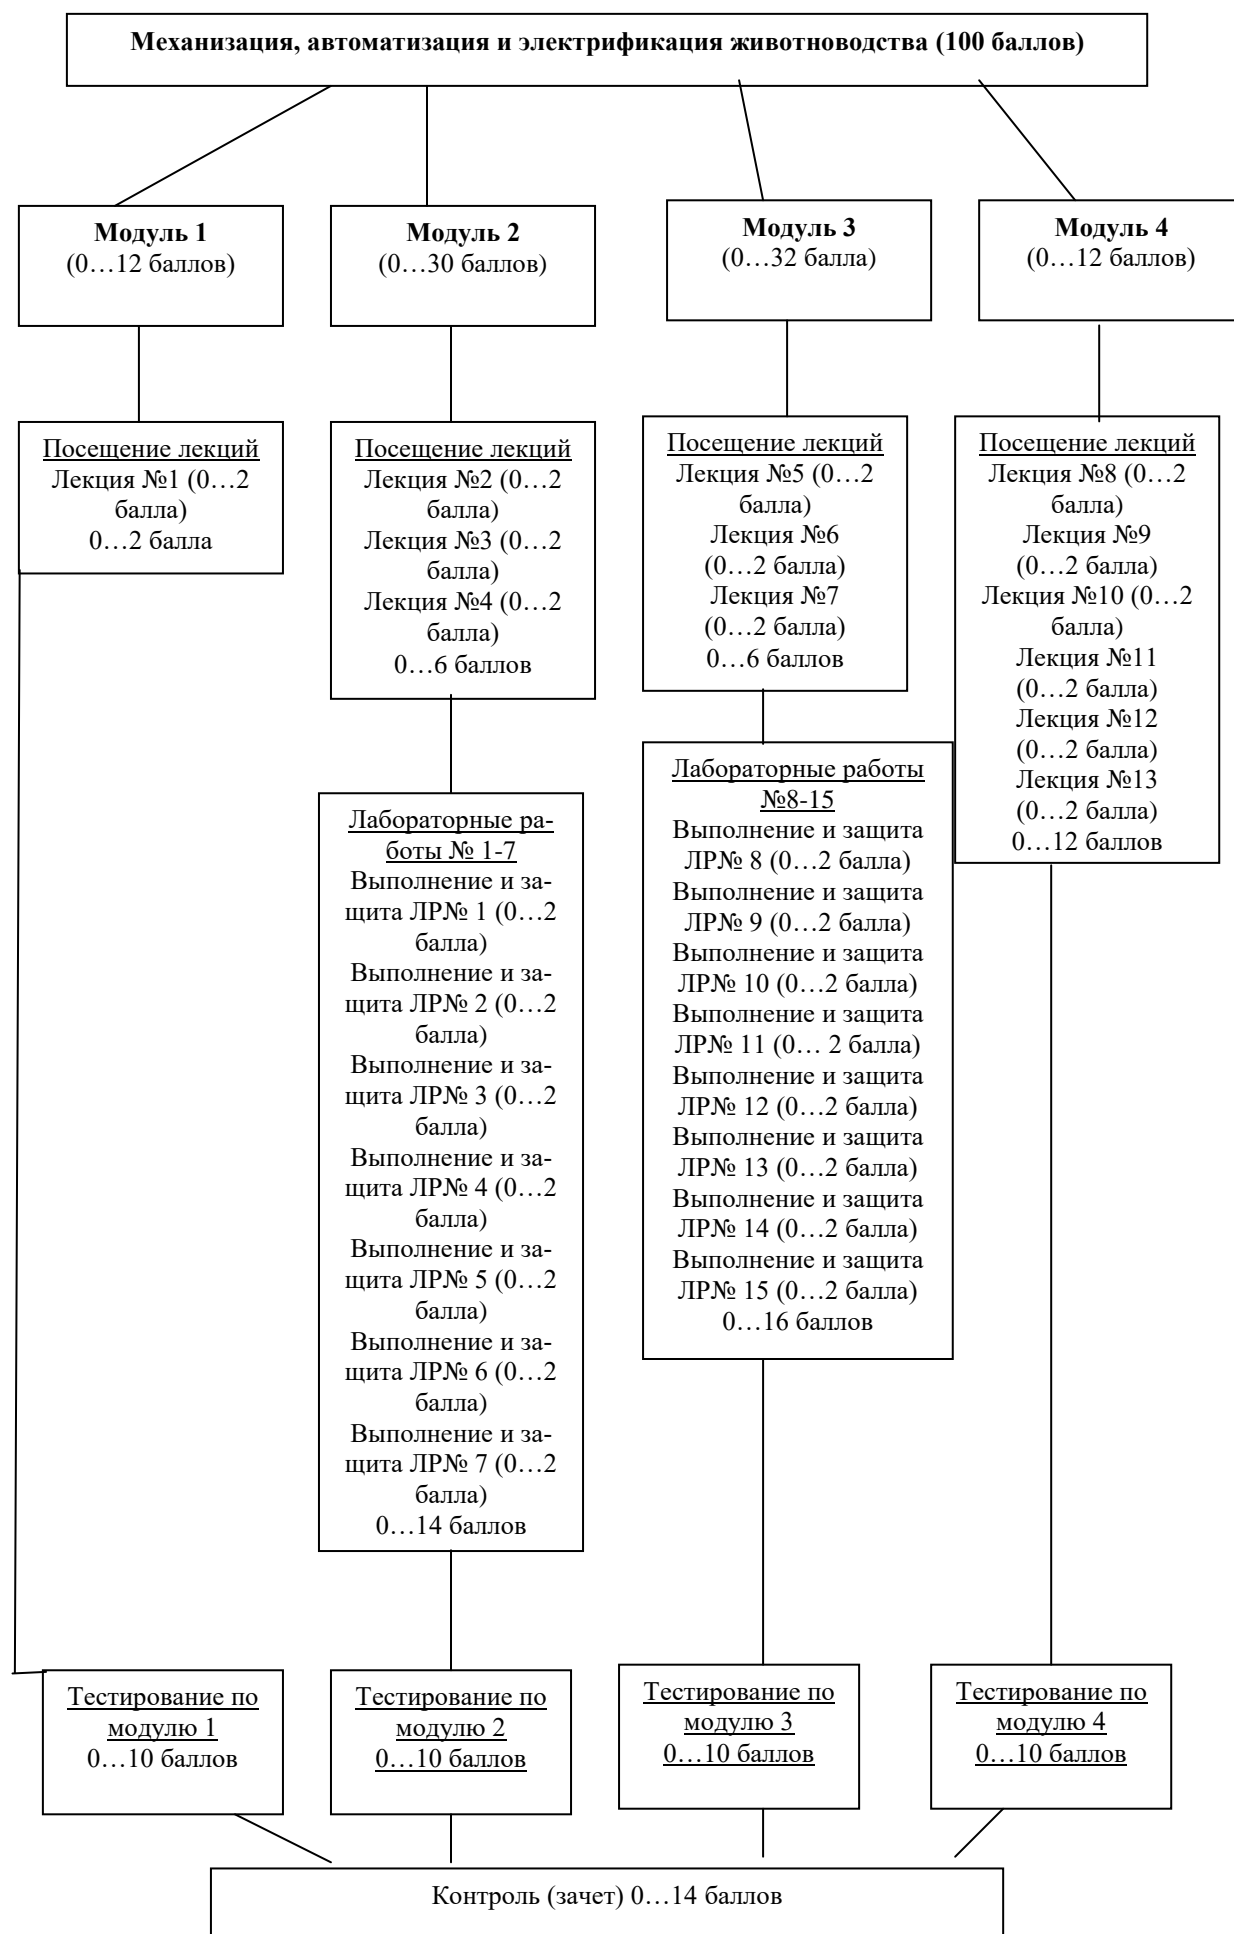 Механизация, автоматизация и электрификация животноводства (100 баллов)
Модуль 1
(0…12 баллов)
Модуль 2
(0…30 баллов)
Модуль 3
(0…32 балла)
Модуль 4
(0…12 баллов)
Посещение лекций
Лекция №1 (0…2
балла)
0…2 балла
Посещение лекций
Лекция №2 (0…2
балла)
Лекция №3 (0…2
балла)
Лекция №4 (0…2
балла)
0…6 баллов
Посещение лекций
Лекция №5 (0…2
балла)
Лекция №6
(0…2 балла)
Лекция №7
(0…2 балла)
0…6 баллов
Посещение лекций
Лекция №8 (0…2
балла)
Лекция №9
(0…2 балла)
Лекция №10 (0…2
балла)
Лекция №11
(0…2 балла)
Лекция №12
(0…2 балла)
Лекция №13
(0…2 балла)
0…12 баллов
Лабораторные ра-
боты № 1-7
Выполнение и за-
щита ЛР№ 1 (0…2
балла)
Выполнение и за-
щита ЛР№ 2 (0…2
балла)
Выполнение и за-
щита ЛР№ 3 (0…2
балла)
Выполнение и за-
щита ЛР№ 4 (0…2
балла)
Выполнение и за-
щита ЛР№ 5 (0…2
балла)
Выполнение и за-
щита ЛР№ 6 (0…2
балла)
Выполнение и за-
щита ЛР№ 7 (0…2
балла)
0…14 баллов
Лабораторные работы
№8-15
Выполнение и защита
ЛР№ 8 (0…2 балла)
Выполнение и защита
ЛР№ 9 (0…2 балла)
Выполнение и защита
ЛР№ 10 (0…2 балла)
Выполнение и защита
ЛР№ 11 (0… 2 балла)
Выполнение и защита
ЛР№ 12 (0…2 балла)
Выполнение и защита
ЛР№ 13 (0…2 балла)
Выполнение и защита
ЛР№ 14 (0…2 балла)
Выполнение и защита
ЛР№ 15 (0…2 балла)
0…16 баллов
Тестирование по
модулю 1
0…10 баллов
Тестирование по
модулю 2
0…10 баллов
Тестирование по
модулю 3
0…10 баллов
Тестирование по
модулю 4
0…10 баллов
Контроль (зачет) 0…14 баллов